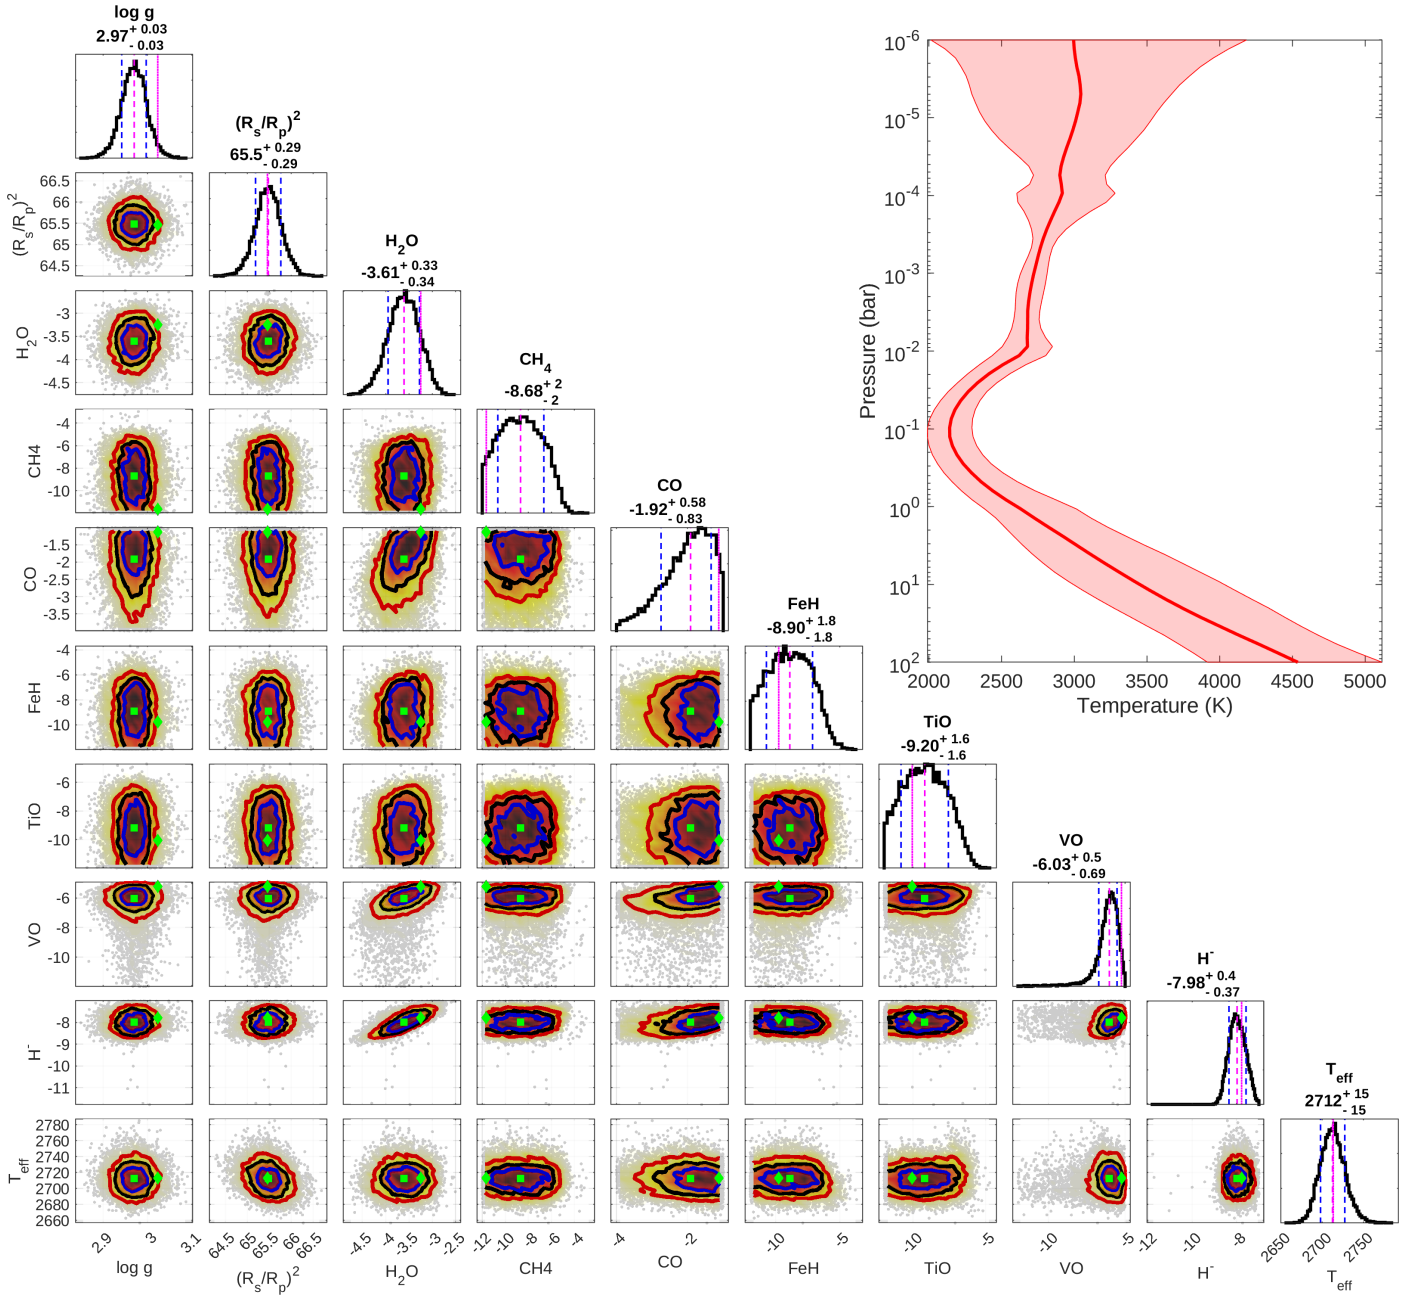 log g
2.97 + 0.03 - 0.03
(Rs/Rp)2
65.5 + 0.29 - 0.29
H2O
-3.61 + 0.33 - 0.34
CH4
-8.68 + 2 - 2
CO
-1.92 + 0.58 - 0.83
FeH
-8.90 + 1.8 - 1.8
TiO
-9.20 + 1.6 - 1.6
VO
-6.03 + 0.5 - 0.69
H-
-7.98 + 0.4 - 0.37
Teff
2712 + 15 - 15
10-6
10-5
10-4
10-3
10-2
10-1
100
101
102
Pressure (bar)
2000 2500 3000 3500 4000 4500 5000
Temperature (K)
(Rs/Rp)2
66.5
66
65.5
65
64.5
H2O
-3
-3.5
-4
-4.5
CH4
-4
-6
-8
-10
CO
-1.5
-2
-2.5
-3
-3.5
FeH
-4
-6
-8
-10
TiO
-6
-8
-10
VO
-6
-8
-10
H-
-8
-9
-10
-11
Teff
2780
2760
2740
2720
2700
2680
2660
2.9 3 3.1
log g
64.5 65 65.5 66 66.5
(Rs/Rp)2
-4.5 -3.5 -3 -2.5
H2O
-12 -10 -8 -6 -4
CH4
-4 -2
CO
-10 -5
FeH
-10 -5
TiO
-10 -5
VO
-12 -10 -8
H-
2650 2700 2750
Teff